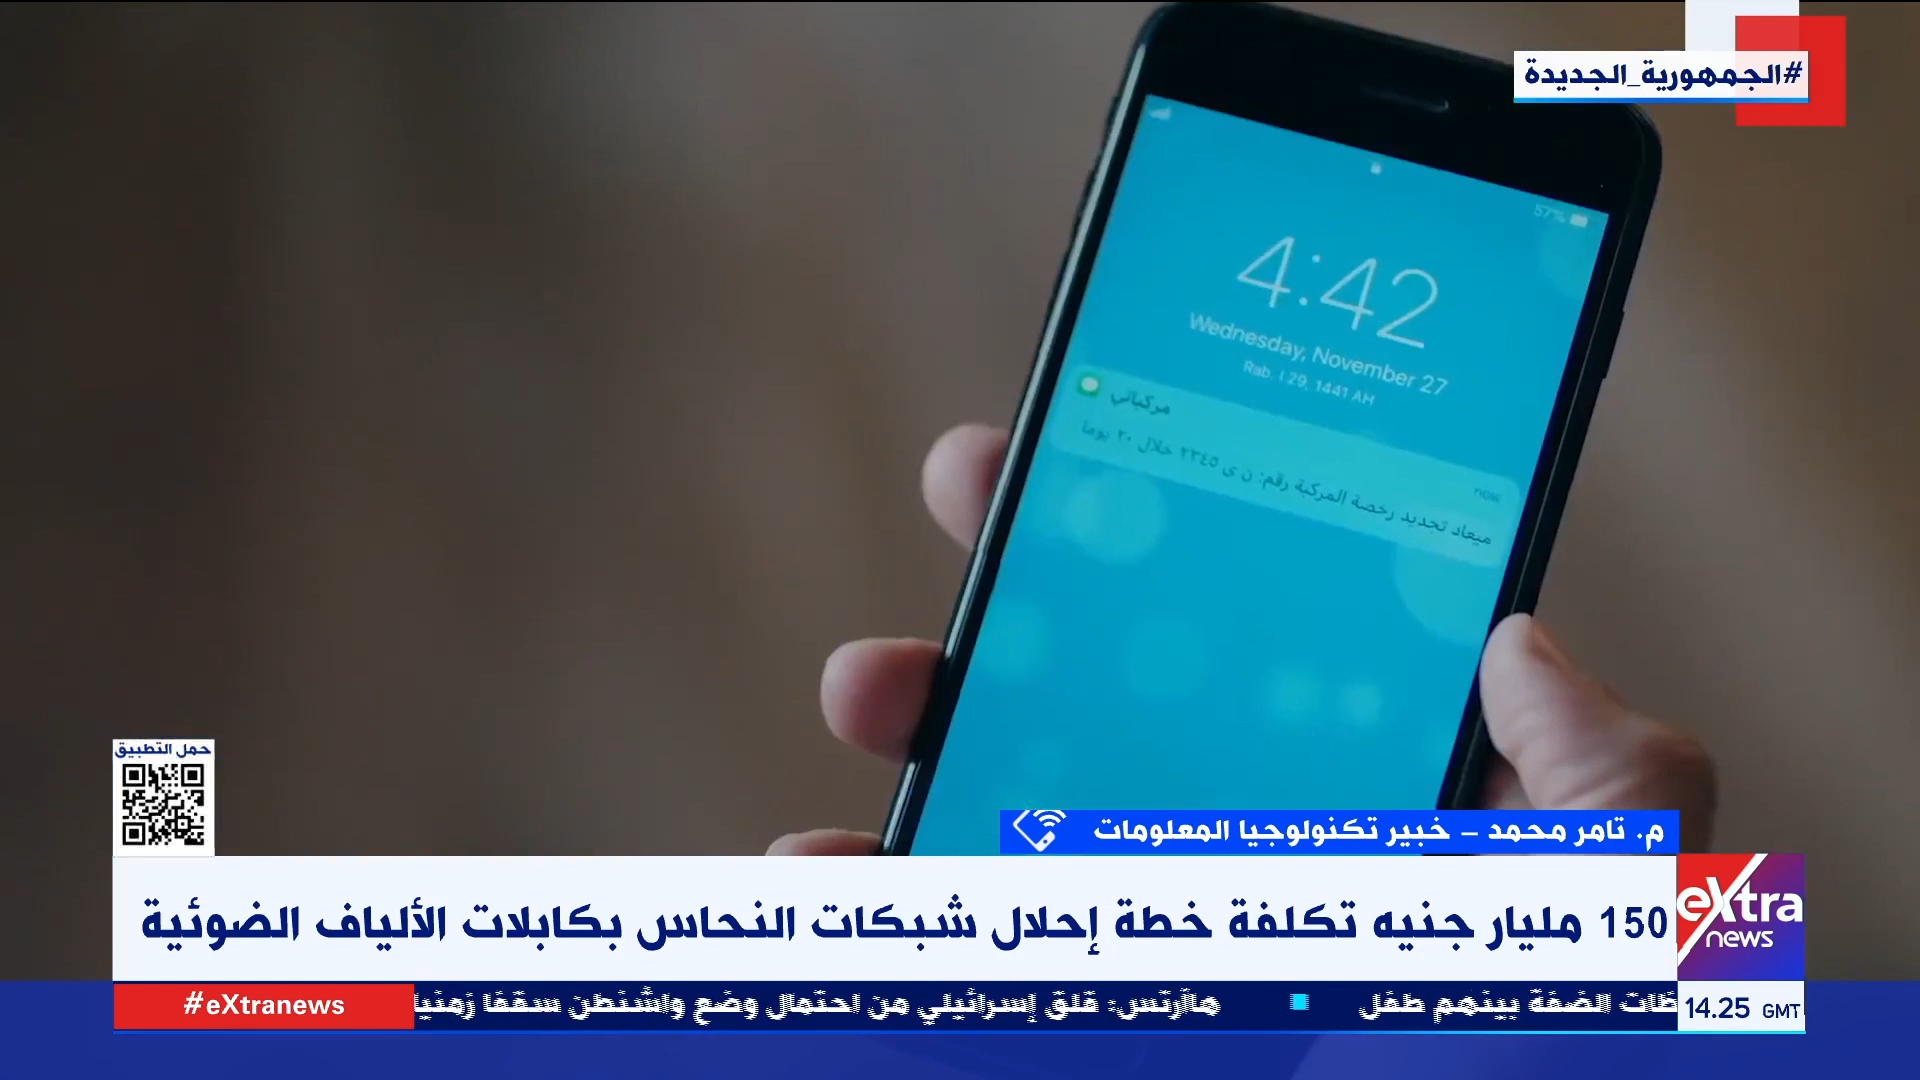 #الجمهورية_الجديدة
57%
4:42
Wednesday, November 27
Rab. I 29, 1441 AH
مركباتي
now
ميعاد تجديد رخصة المركبة رقم: ن ى ٢٣٤٥ خلال ٣٠ يوما
حمل التطبيق
م. تامر محمد – خبير تكنولوجيا المعلومات
150 مليار جنيه تكلفة خطة إحلال شبكات النحاس بكابلات الألياف الضوئية
eXtra news
الضفة بينهم طفل
هاآرتس: قلق إسرائيلي من احتمال وضع واشنطن سقفا زمنيا
#eXtranews
14.25 GMT